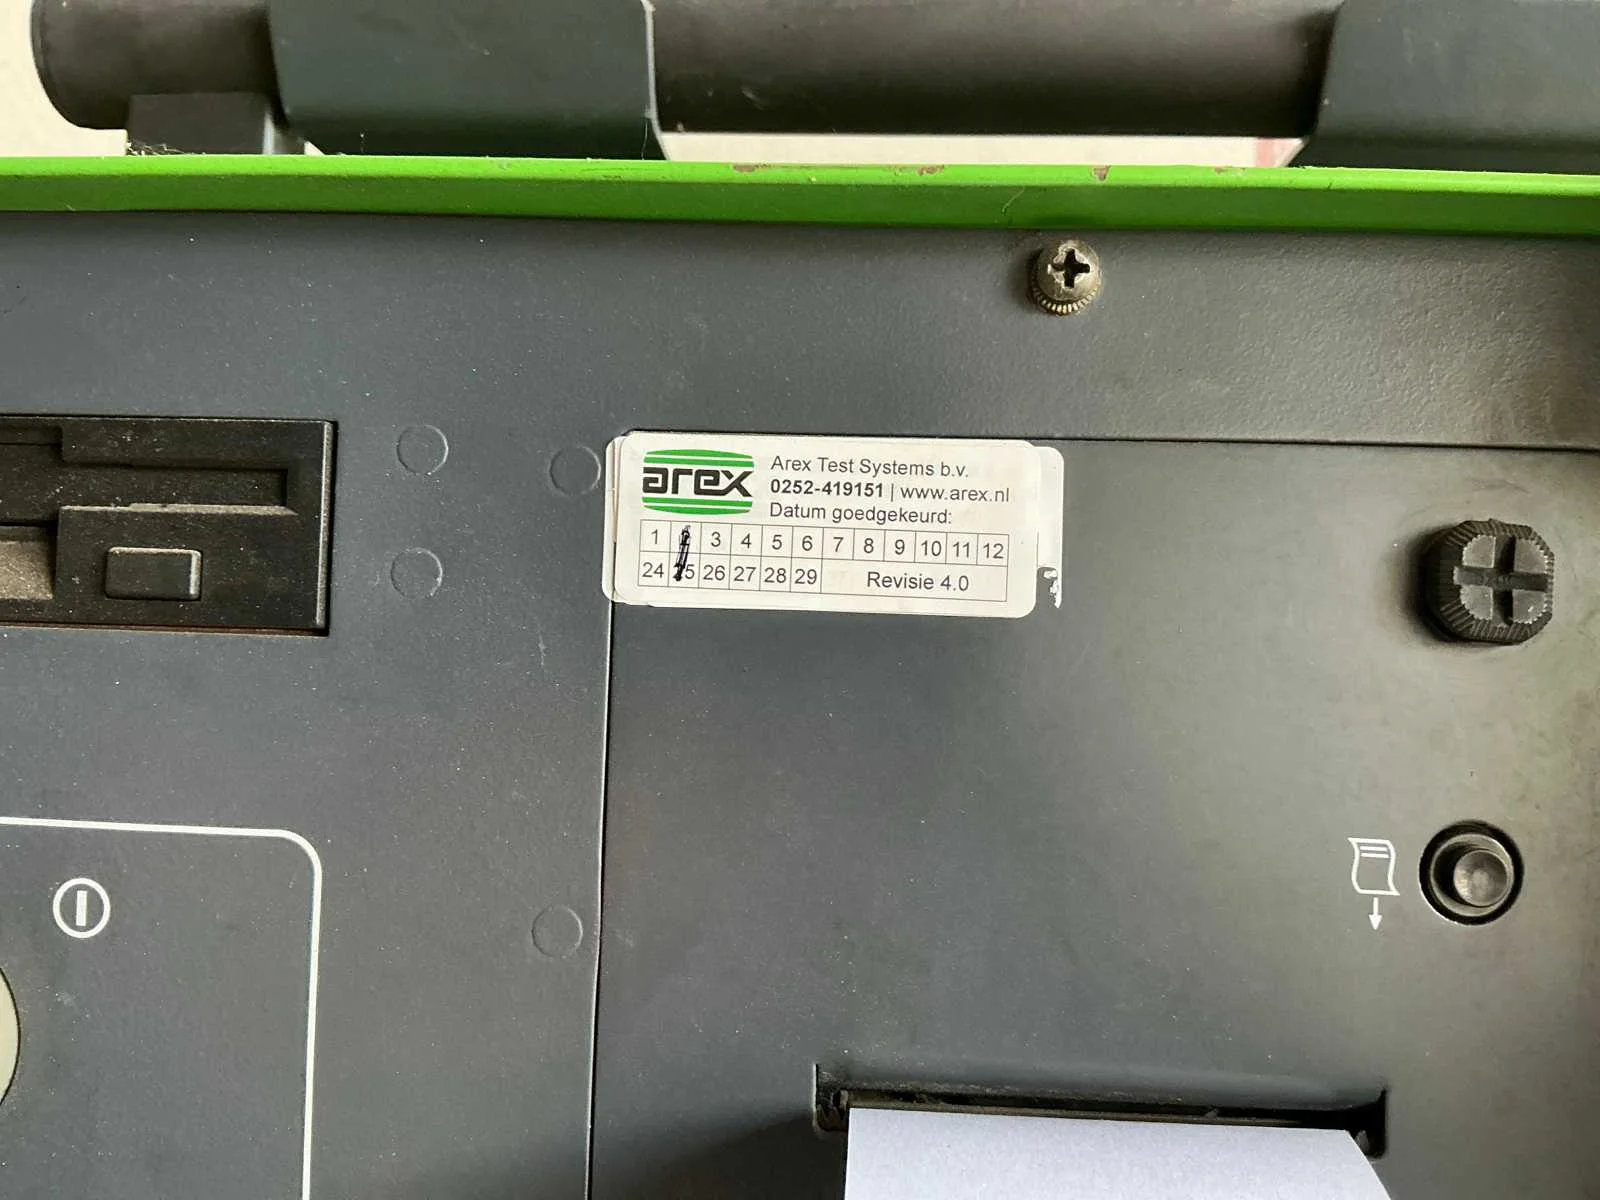 arex
Arex Test Systems b.v.
0252-419151 | www.arex.nl
Datum goedgekeurd:
1 2 3 4 5 6 7 8 9 10 11 12
24 25 26 27 28 29 Revisie 4.0